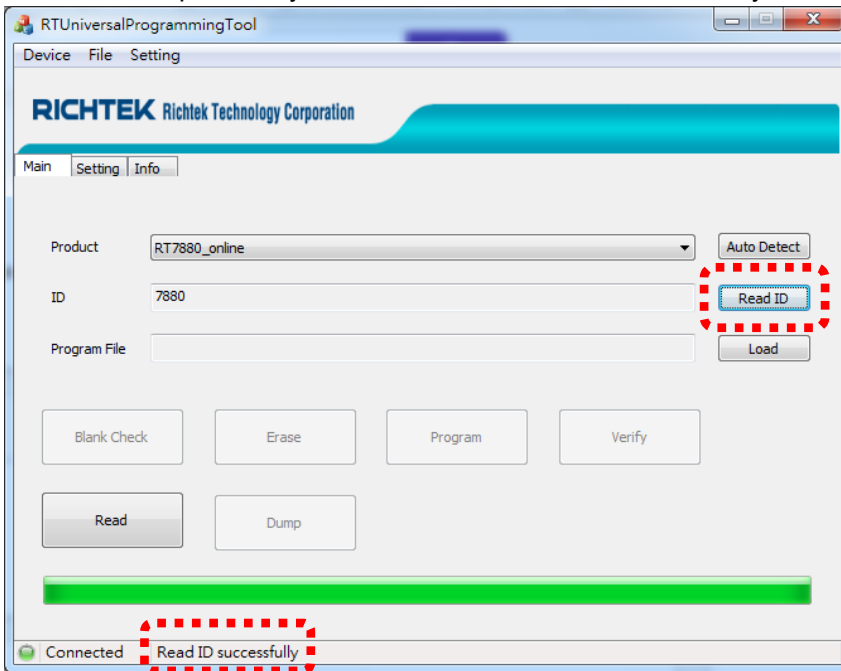 RTUniversalProgrammingTool
Device File Setting
RICHTEK Richtek Technology Corporation
Main Setting Info
Product RT7880_online Auto Detect
ID 7880 Read ID
Program File Load
Blank Check Erase Program Verify
Read Dump
Connected Read ID successfully